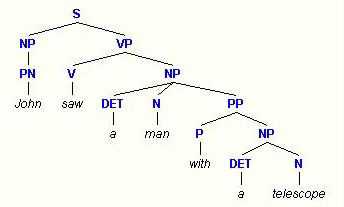 S
NP VP
PN V NP
John saw DET N PP
a man P NP
with DET N
a telescope